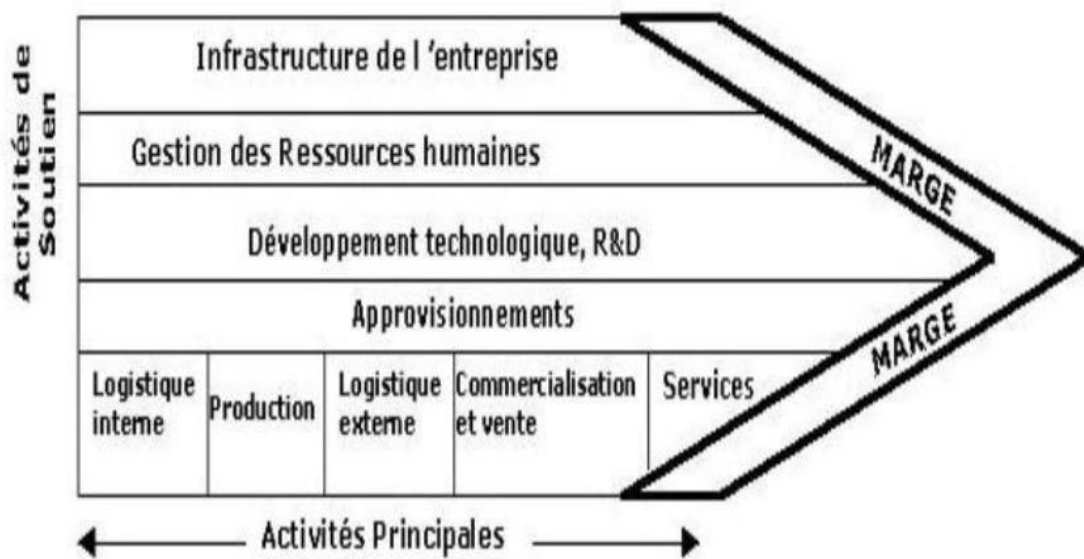 Activités de
Soutien
Infrastructure de l 'entreprise
Gestion des Ressources humaines
Développement technologique, R&D
Approvisionnements
Logistique
interne
Production
Logistique
externe
Commercialisation
et vente
Services
MARGE
MARGE
Activités Principales